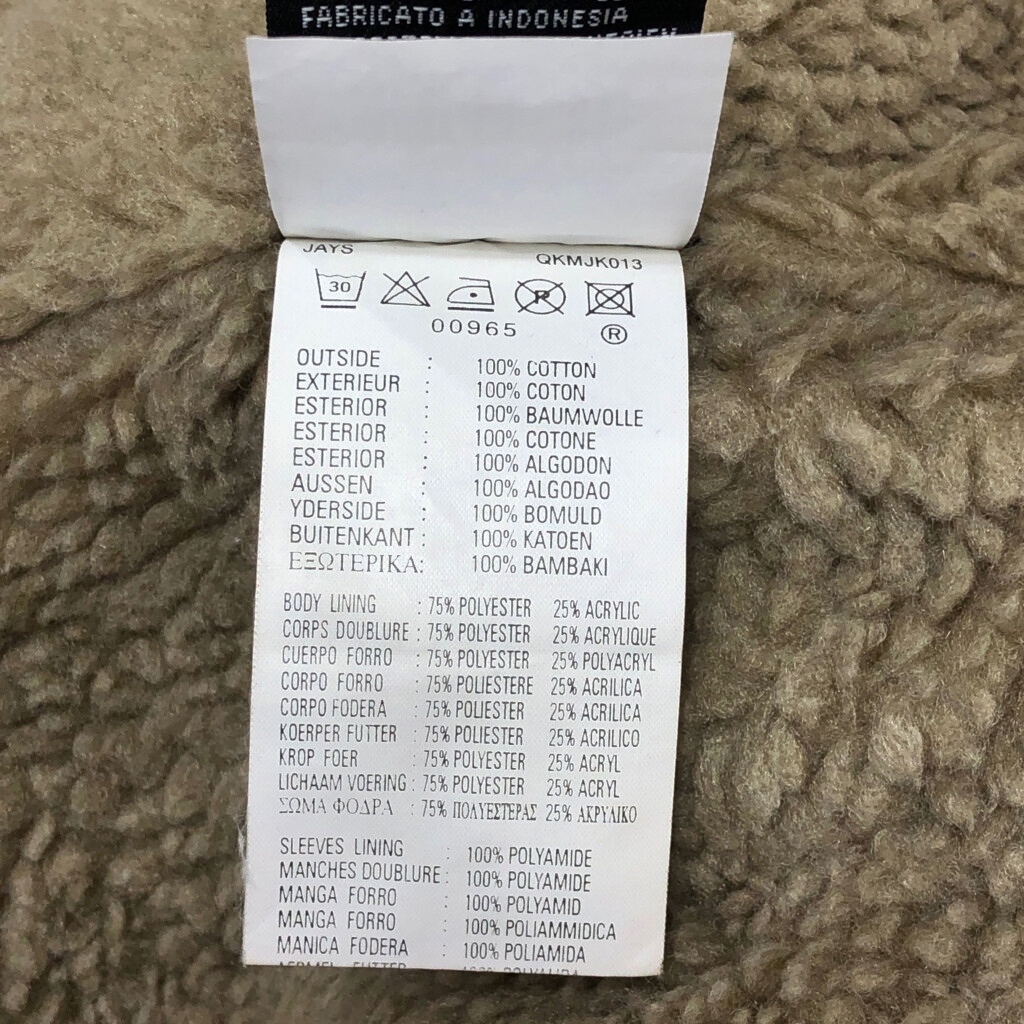 FABRICATO A INDONESIA
JAYS QKMJK013
30
00965
®
OUTSIDE : 100% COTTON
EXTERIEUR : 100% COTON
ESTERIOR : 100% BAUMWOLLE
ESTERIOR : 100% COTONE
ESTERIOR : 100% ALGODON
AUSSEN : 100% ALGODAO
YDERSIDE : 100% BOMULD
BUITENKANT : 100% KATOEN
ΕΞΩΤΕΡΙΚΑ: 100% BAMBAKI
BODY LINING : 75% POLYESTER 25% ACRYLIC
CORPS DOUBLURE : 75% POLYESTER 25% ACRYLIQUE
CUERPO FORRO : 75% POLYESTER 25% POLYACRYL
CORPO FORRO : 75% POLIESTERE 25% ACRILICA
CORPO FODERA : 75% POLIESTER 25% ACRILICA
KOERPER FUTTER : 75% POLIESTER 25% ACRILICO
KROP FOER : 75% POLYESTER 25% ACRYL
LICHAAM VOERING : 75% POLYESTER 25% ACRYL
ΣΩΜΑ ΦΟΔΡΑ : 75% ΠΟΛΥΕΣΤΕΡΑΣ 25% ΑΚΡΥΛΙΚΟ
SLEEVES LINING : 100% POLYAMIDE
MANCHES DOUBLURE : 100% POLYAMIDE
MANGA FORRO : 100% POLYAMID
MANGA FORRO : 100% POLIAMMIDICA
MANICA FODERA : 100% POLIAMIDA